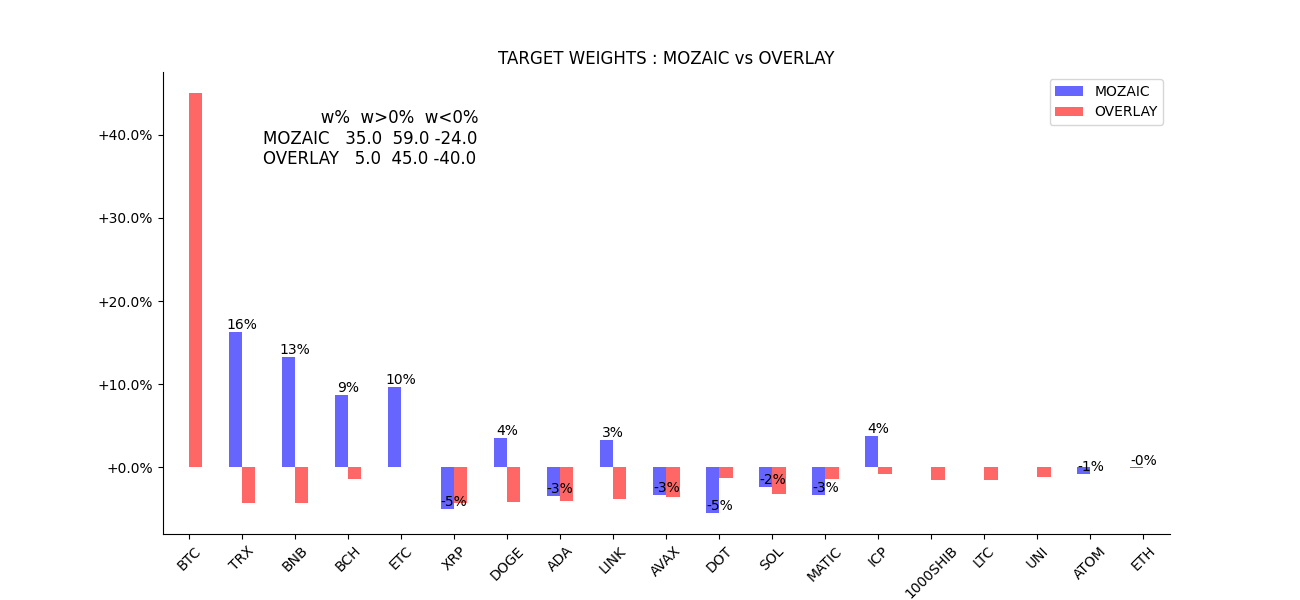 TARGET WEIGHTS : MOZAIC vs OVERLAY
MOZAIC
OVERLAY
w% w>0% w<0%
MOZAIC 35.0 59.0 -24.0
OVERLAY 5.0 45.0 -40.0
+40.0%
+30.0%
+20.0%
+10.0%
+0.0%
16%
13%
9%
10%
-5%
4%
-3%
3%
-3%
-5%
-2%
-3%
4%
-1%
-0%
BTC
TRX
BNB
BCH
ETC
XRP
DOGE
ADA
LINK
AVAX
DOT
SOL
MATIC
ICP
1000SHIB
LTC
UNI
ATOM
ETH